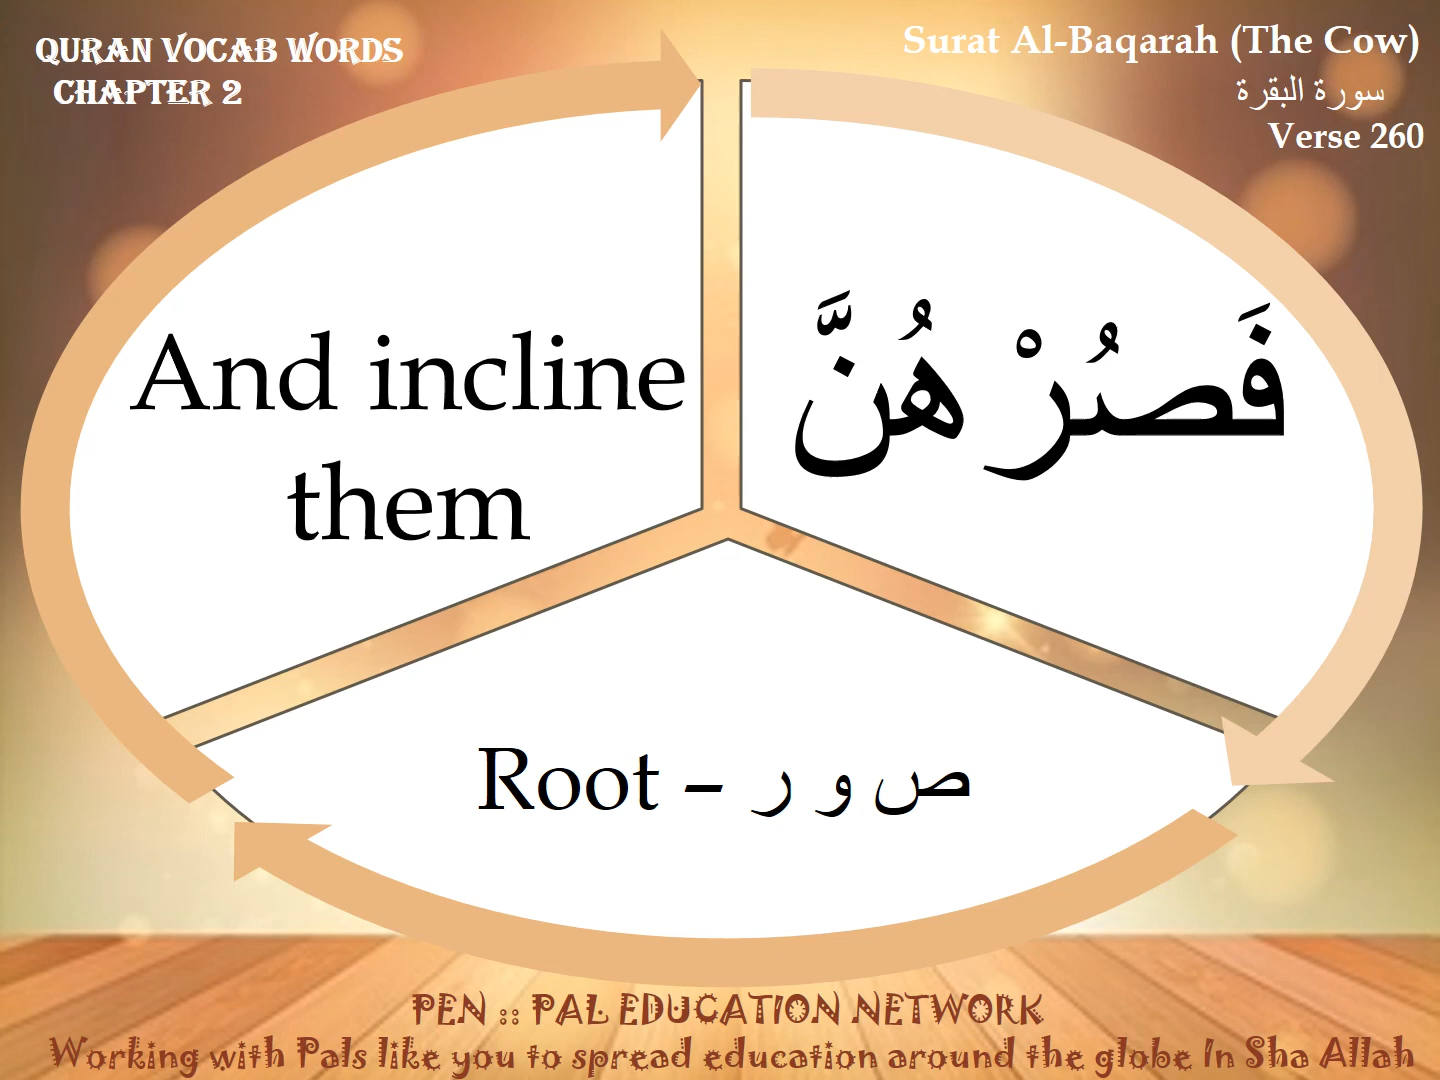 QURAN VOCAB WORDS
CHAPTER 2
Surat Al-Baqarah (The Cow)
سورة البقرة
Verse 260
And incline
them
فَصُرْ هُنَّ
Root – ص و ر
PEN :: PAL EDUCATION NETWORK
Working with Pals like you to spread education around the globe In Sha Allah